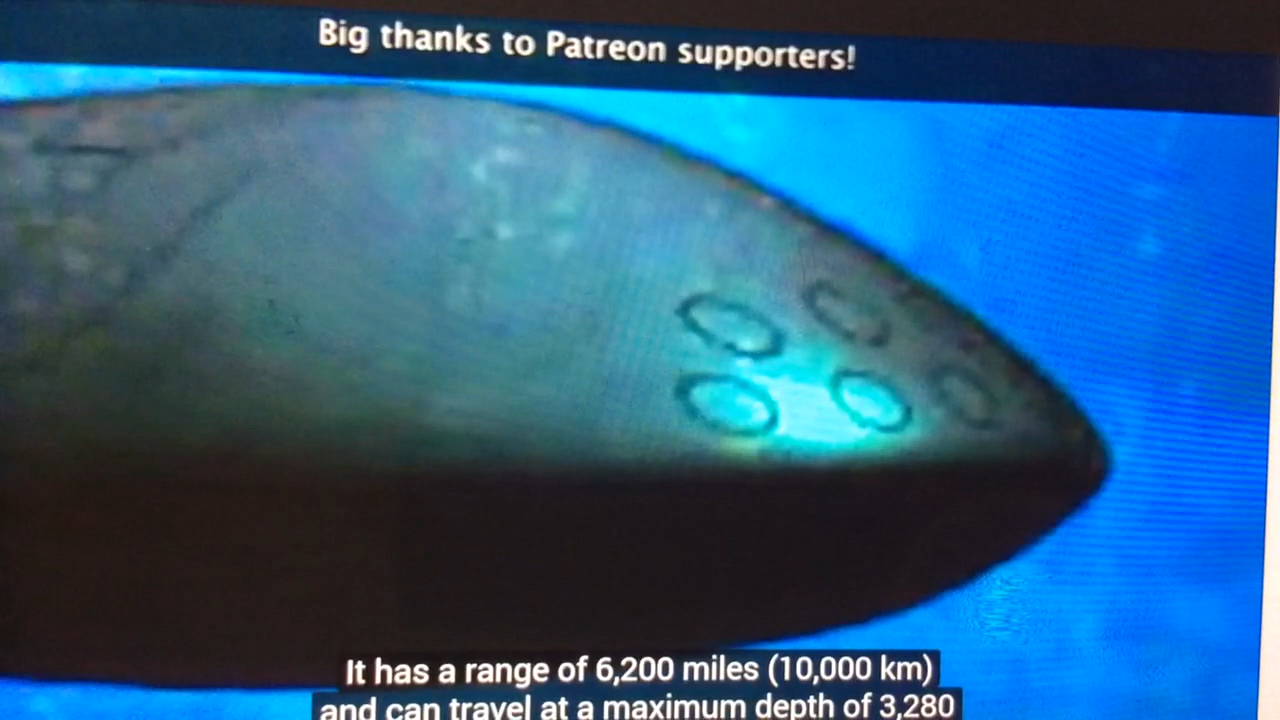 Big thanks to Patreon supporters!
It has a range of 6,200 miles (10,000 km)
and can travel at a maximum depth of 3,280